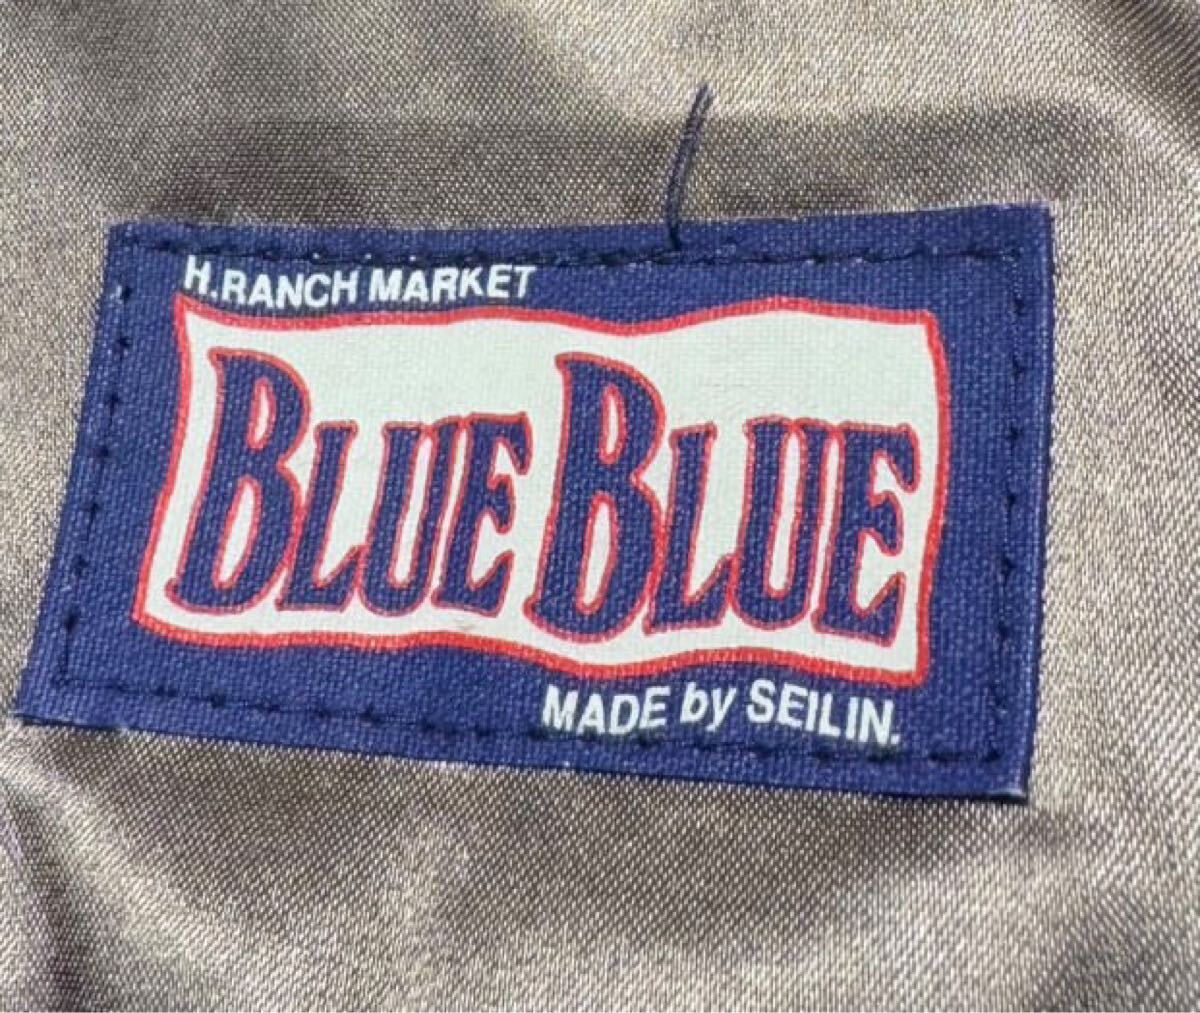 H.RANCH MARKET
BLUE BLUE
MADE by SEILIN.